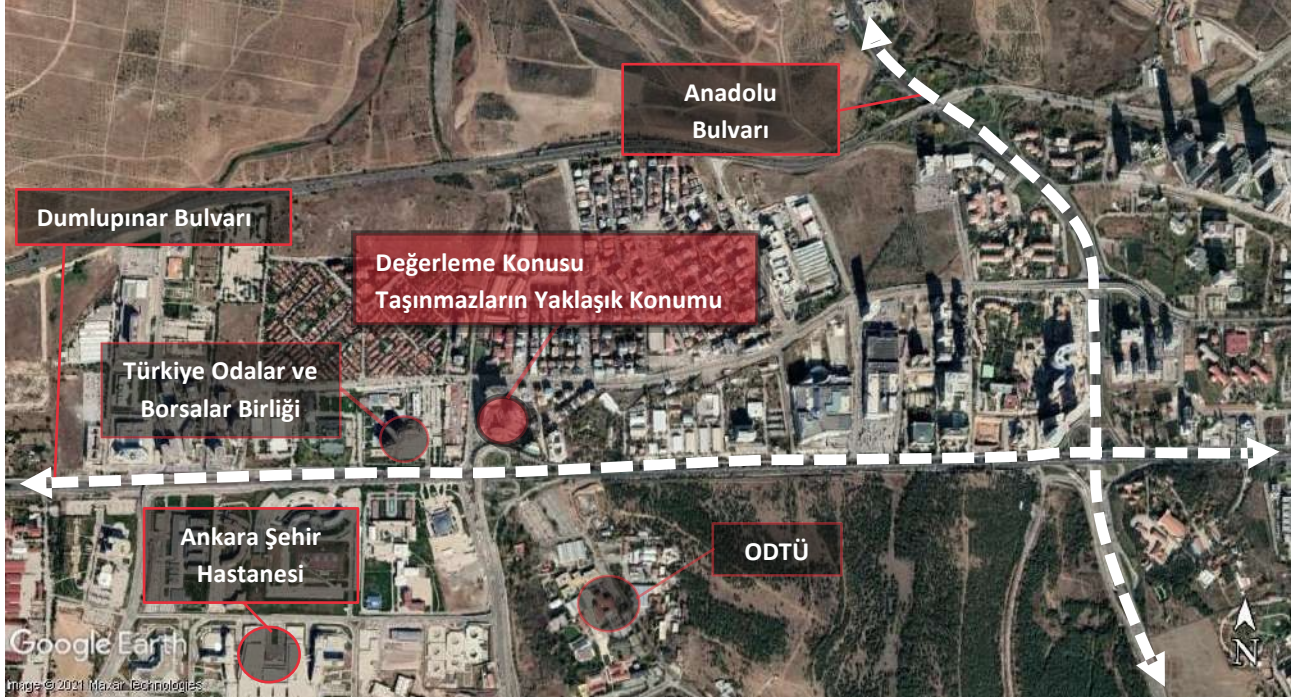 Anadolu
Bulvarı
Dumlupınar Bulvarı
Değerleme Konusu
Taşınmazların Yaklaşık Konumu
Türkiye Odalar ve
Borsalar Birliği
Ankara Şehir
Hastanesi
ODTÜ
Google Earth
Image © 2021 Maxar Technologies
N